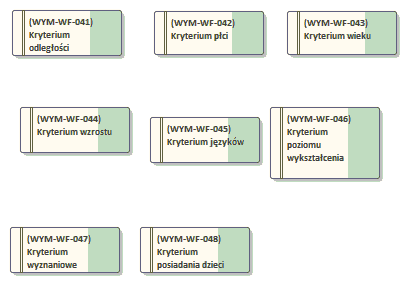 (WYM-WF-041)
Kryterium
odległości
(WYM-WF-042)
Kryterium płci
(WYM-WF-043)
Kryterium wieku
(WYM-WF-044)
Kryterium wzrostu
(WYM-WF-045)
Kryterium języków
(WYM-WF-046)
Kryterium
poziomu
wykształcenia
(WYM-WF-047)
Kryterium
wyznaniowe
(WYM-WF-048)
Kryterium
posiadania dzieci